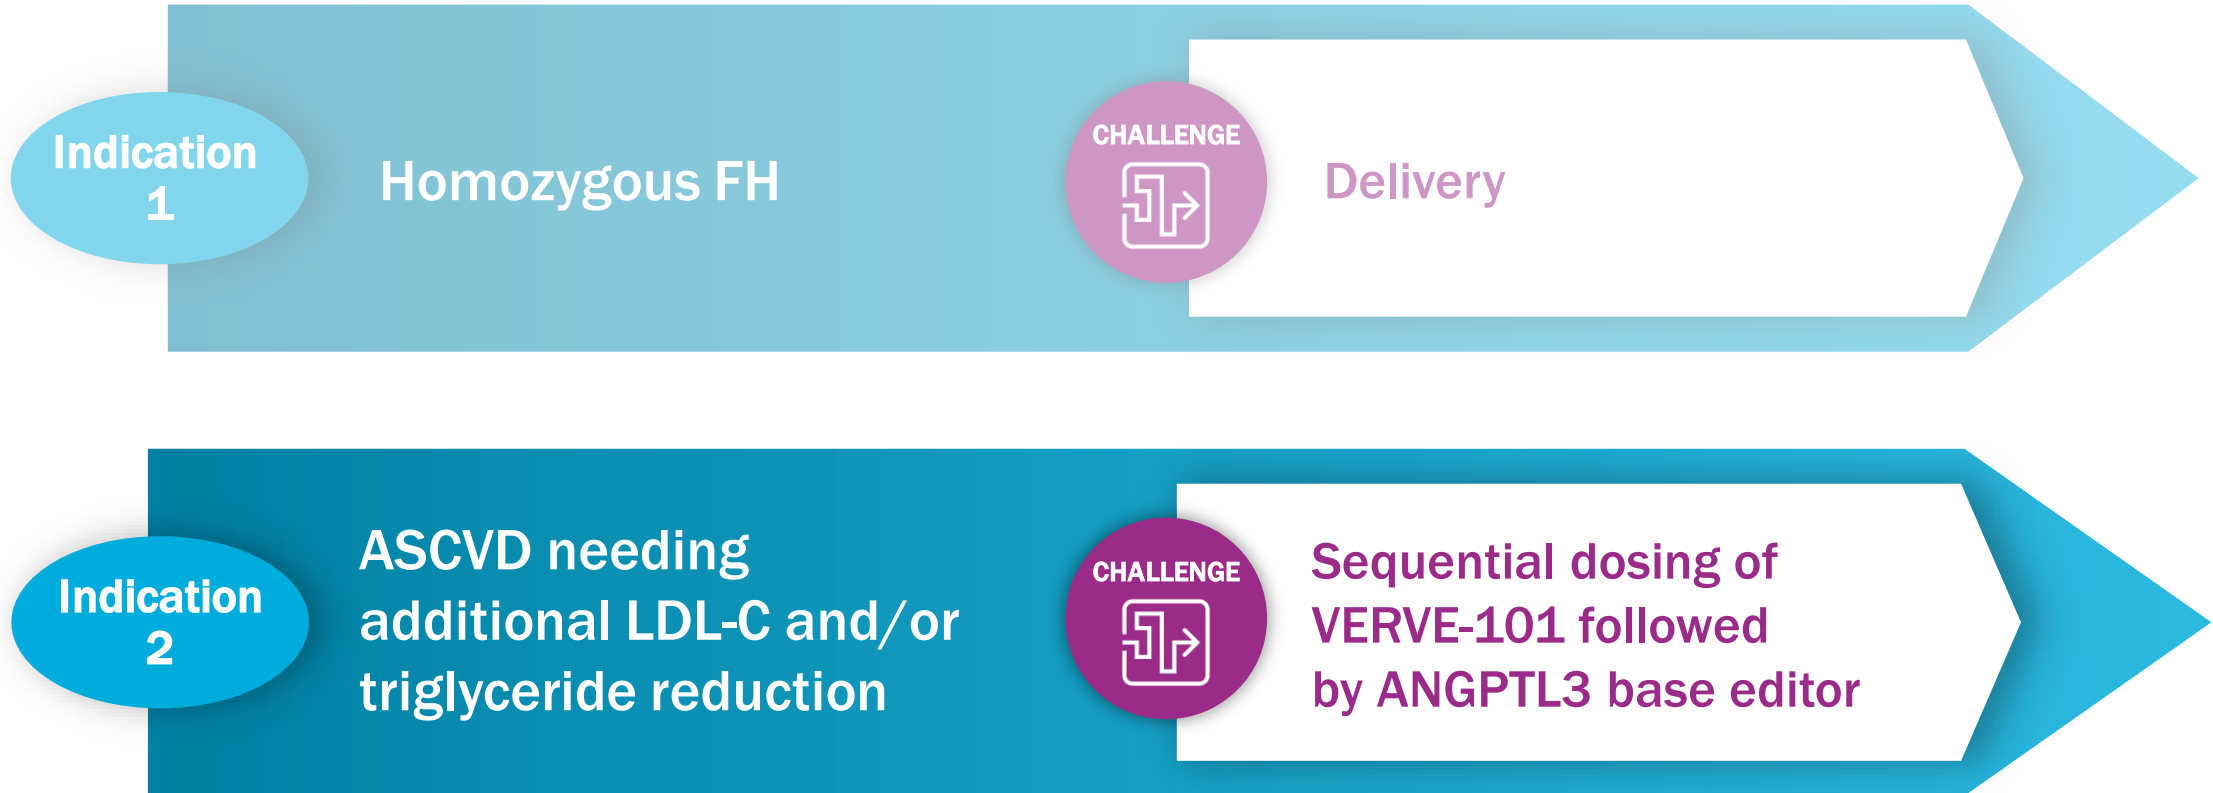 Indication
1
Homozygous FH
CHALLENGE
Delivery
Indication
2
ASCVD needing
additional LDL-C and/or
triglyceride reduction
CHALLENGE
Sequential dosing of
VERVE-101 followed
by ANGPTL3 base editor